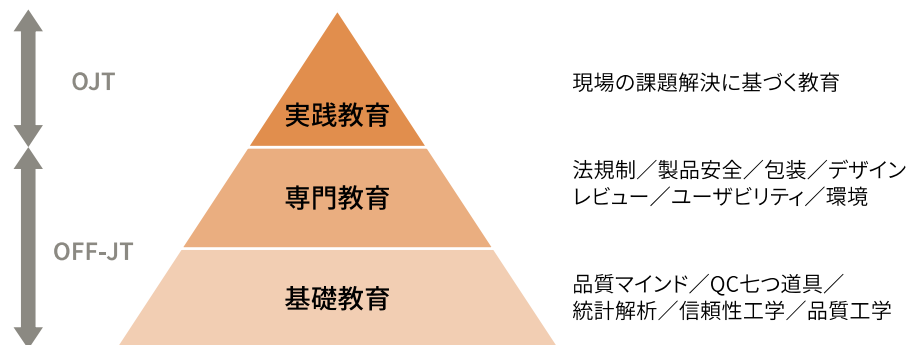 OJT
実践教育
現場の課題解決に基づく教育
専門教育
法規制／製品安全／包装／デザイン
レビュー／ユーザビリティ／環境
OFF-JT
基礎教育
品質マインド／QC七つ道具／
統計解析／信頼性工学／品質工学